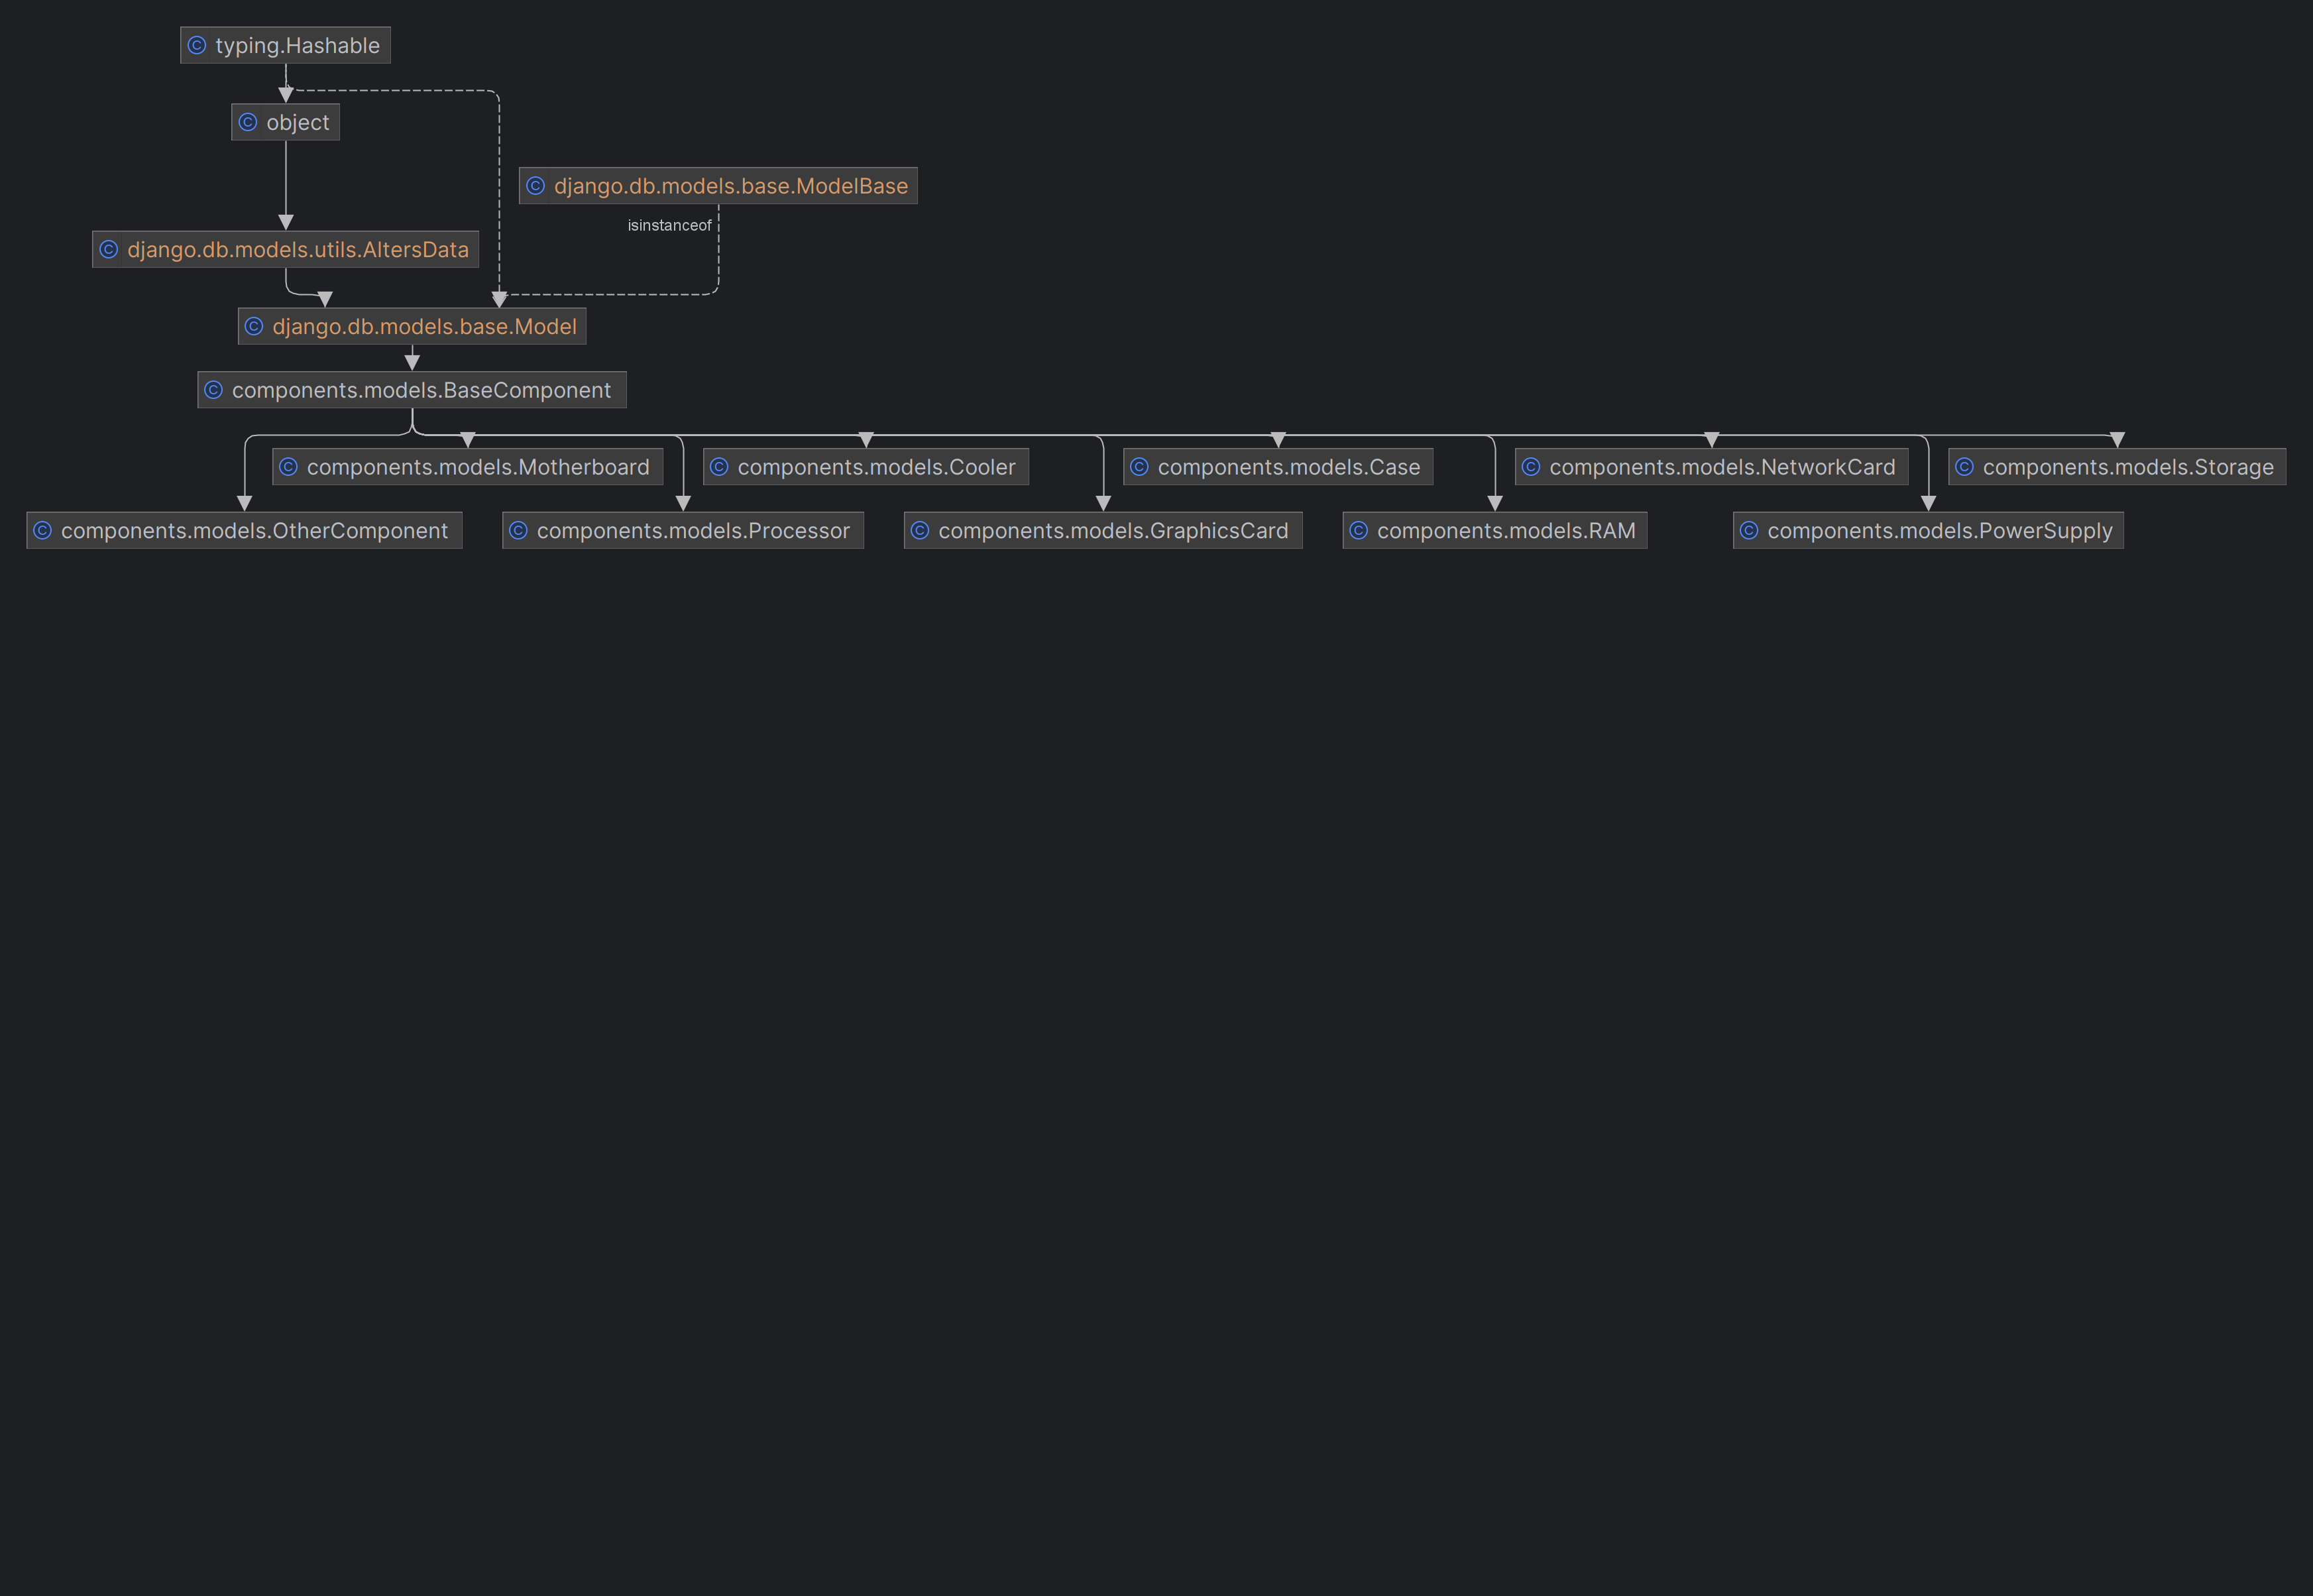 typing.Hashable
object
django.db.models.base.ModelBase
isinstanceof
django.db.models.utils.AltersData
django.db.models.base.Model
components.models.BaseComponent
components.models.Motherboard
components.models.Cooler
components.models.Case
components.models.NetworkCard
components.models.Storage
components.models.OtherComponent
components.models.Processor
components.models.GraphicsCard
components.models.RAM
components.models.PowerSupply